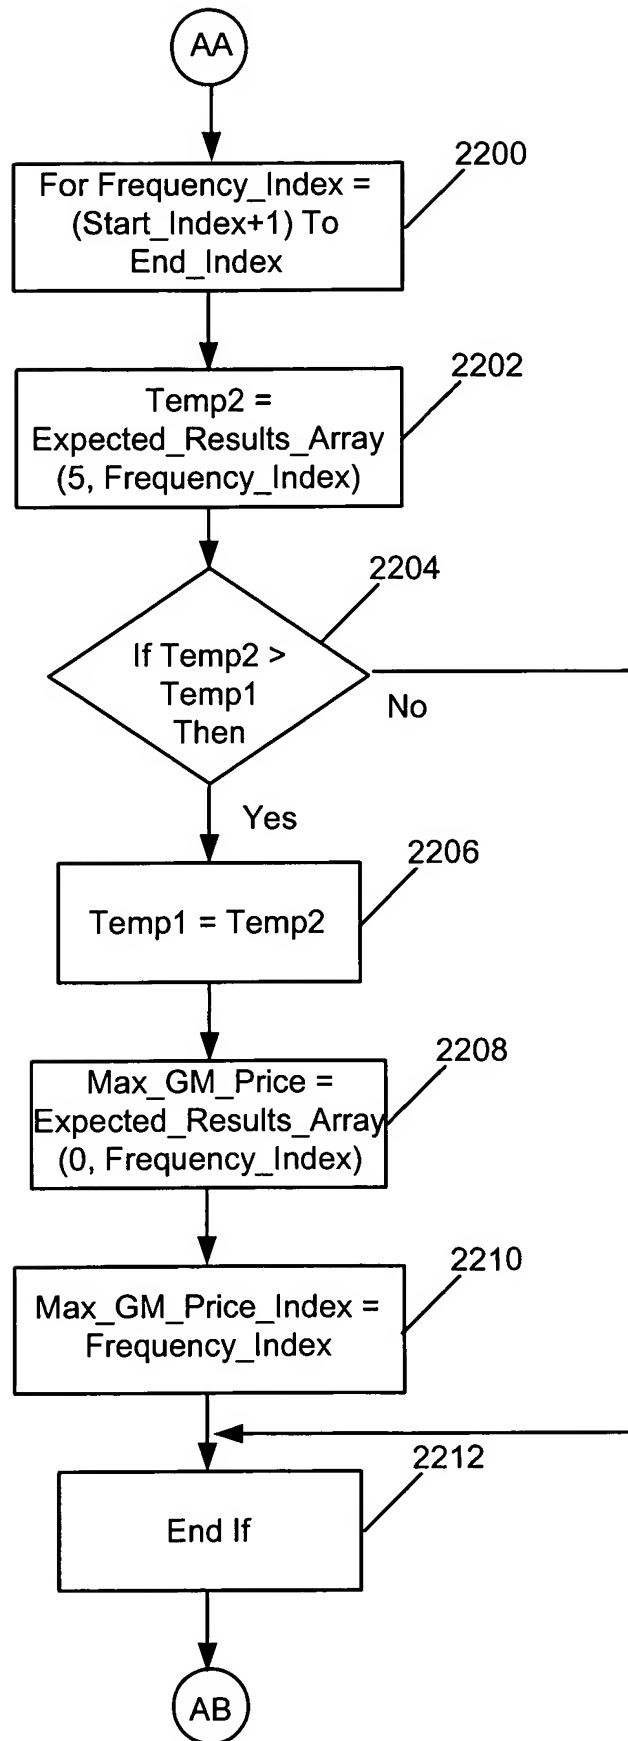 AA
2200
For Frequency_Index =
(Start_Index+1) To
End_Index
2202
Temp2 =
Expected_Results_Array
(5, Frequency_Index)
2204
If Temp2 >
Temp1
Then
No
Yes
2206
Temp1 = Temp2
2208
Max_GM_Price =
Expected_Results_Array
(0, Frequency_Index)
2210
Max_GM_Price_Index =
Frequency_Index
2212
End If
AB